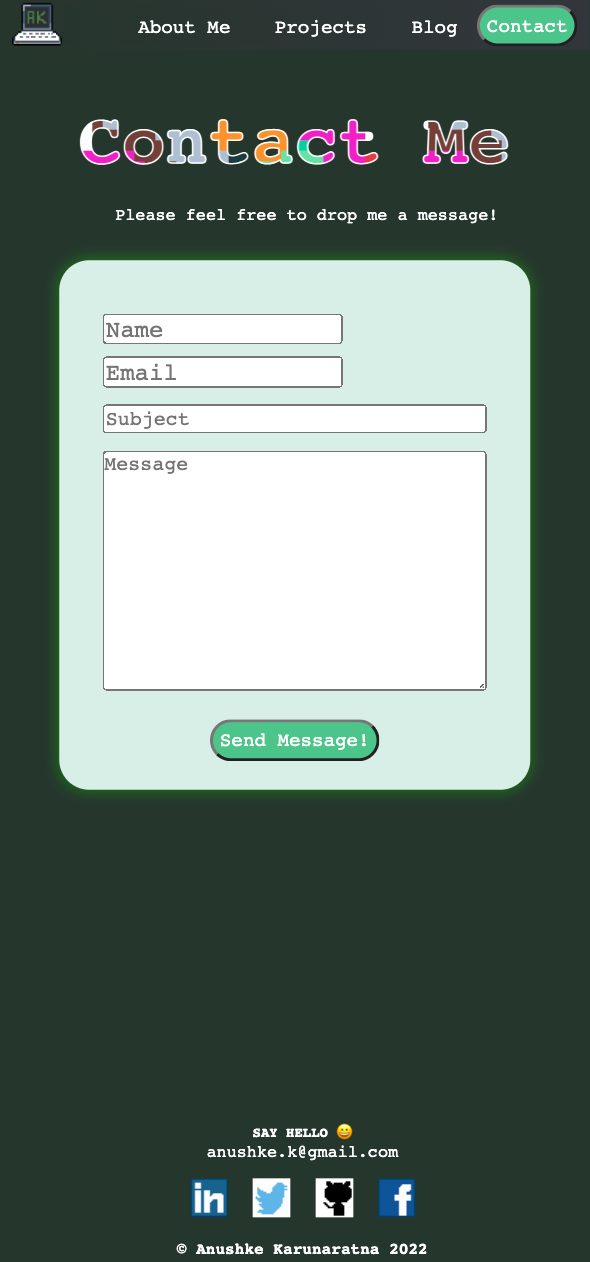 AK
About Me Projects Blog Contact
Contact Me
Please feel free to drop me a message!
Name
Email
Subject
Message
Send Message!
SAY HELLO 😀
anushke.k@gmail.com
in f
© Anushke Karunaratna 2022